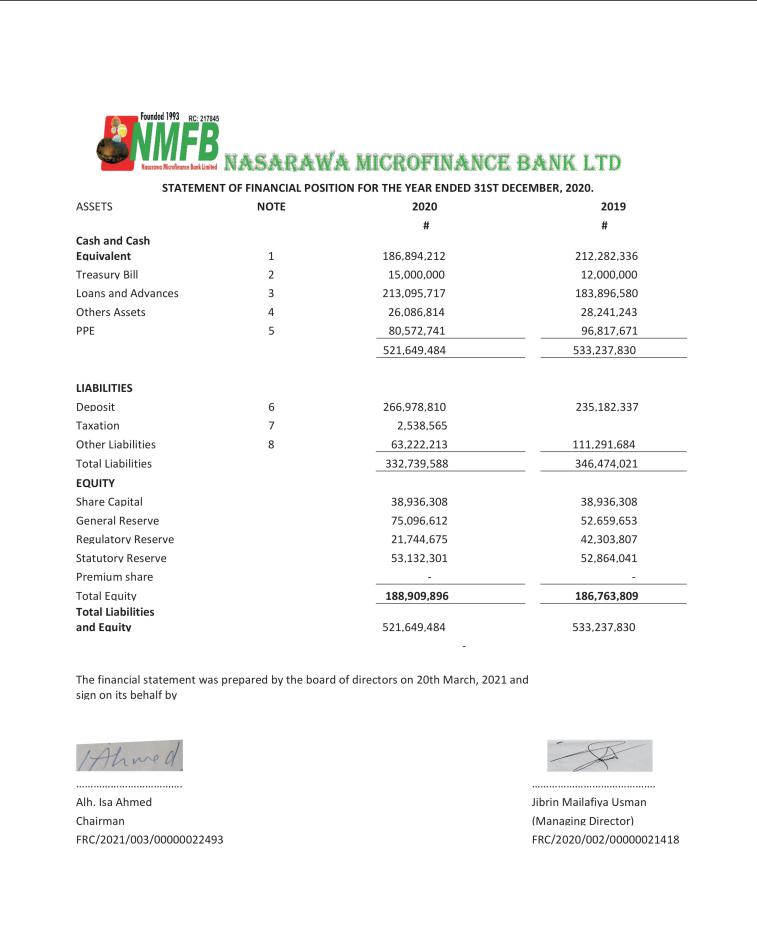 Founded 1993 RC: 217845
NMFB
Nasarawa Microfinance Bank Limited
NASARAWA MICROFINANCE BANK LTD
STATEMENT OF FINANCIAL POSITION FOR THE YEAR ENDED 31ST DECEMBER, 2020.
ASSETS NOTE 2020 2019
# #
Cash and Cash
Equivalent 1 186,894,212 212,282,336
Treasury Bill 2 15,000,000 12,000,000
Loans and Advances 3 213,095,717 183,896,580
Others Assets 4 26,086,814 28,241,243
PPE 5 80,572,741 96,817,671
521,649,484 533,237,830
LIABILITIES
Deposit 6 266,978,810 235,182,337
Taxation 7 2,538,565
Other Liabilities 8 63,222,213 111,291,684
Total Liabilities 332,739,588 346,474,021
EQUITY
Share Capital 38,936,308 38,936,308
General Reserve 75,096,612 52,659,653
Regulatory Reserve 21,744,675 42,303,807
Statutory Reserve 53,132,301 52,864,041
Premium share - -
Total Equity 188,909,896 186,763,809
Total Liabilities
and Equity 521,649,484 533,237,830
-
The financial statement was prepared by the board of directors on 20th March, 2021 and
sign on its behalf by
IAhmed
Alh. Isa Ahmed Jibrin Mailafiya Usman
Chairman (Managing Director)
FRC/2021/003/00000022493 FRC/2020/002/00000021418